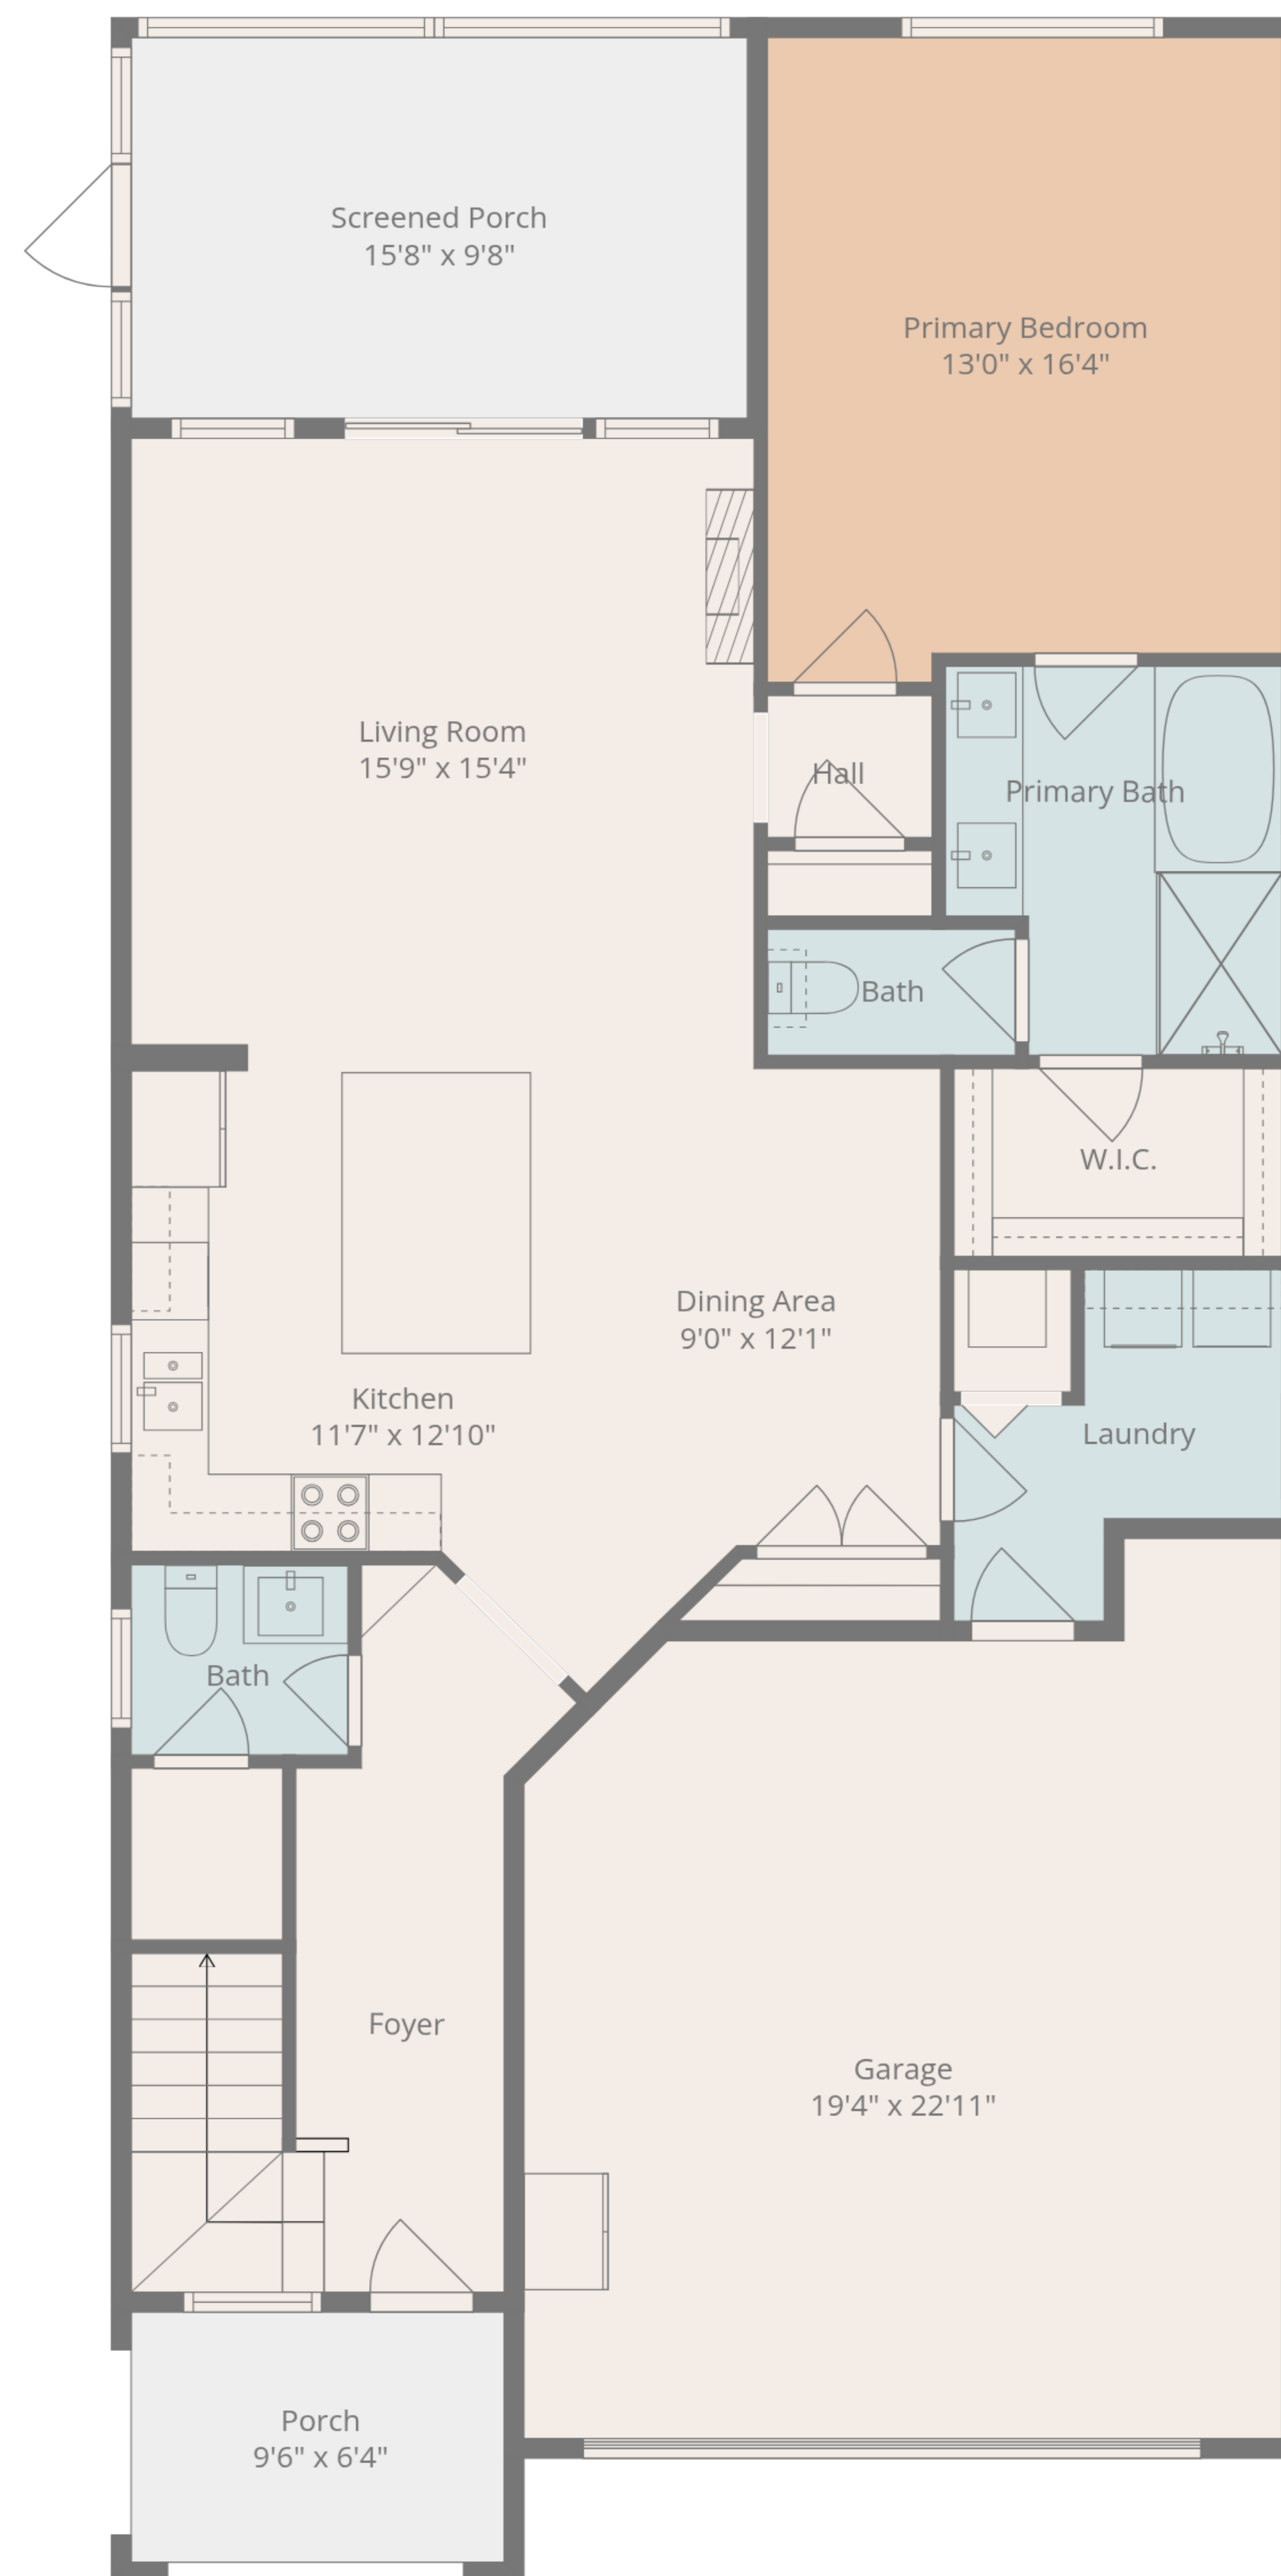 Screened Porch
15'8" x 9'8"
Primary Bedroom
13'0" x 16'4"
Living Room
15'9" x 15'4"
Hall
Primary Bath
Bath
W.I.C.
Dining Area
9'0" x 12'1"
Kitchen
11'7" x 12'10"
Laundry
Bath
Foyer
Garage
19'4" x 22'11"
Porch
9'6" x 6'4"